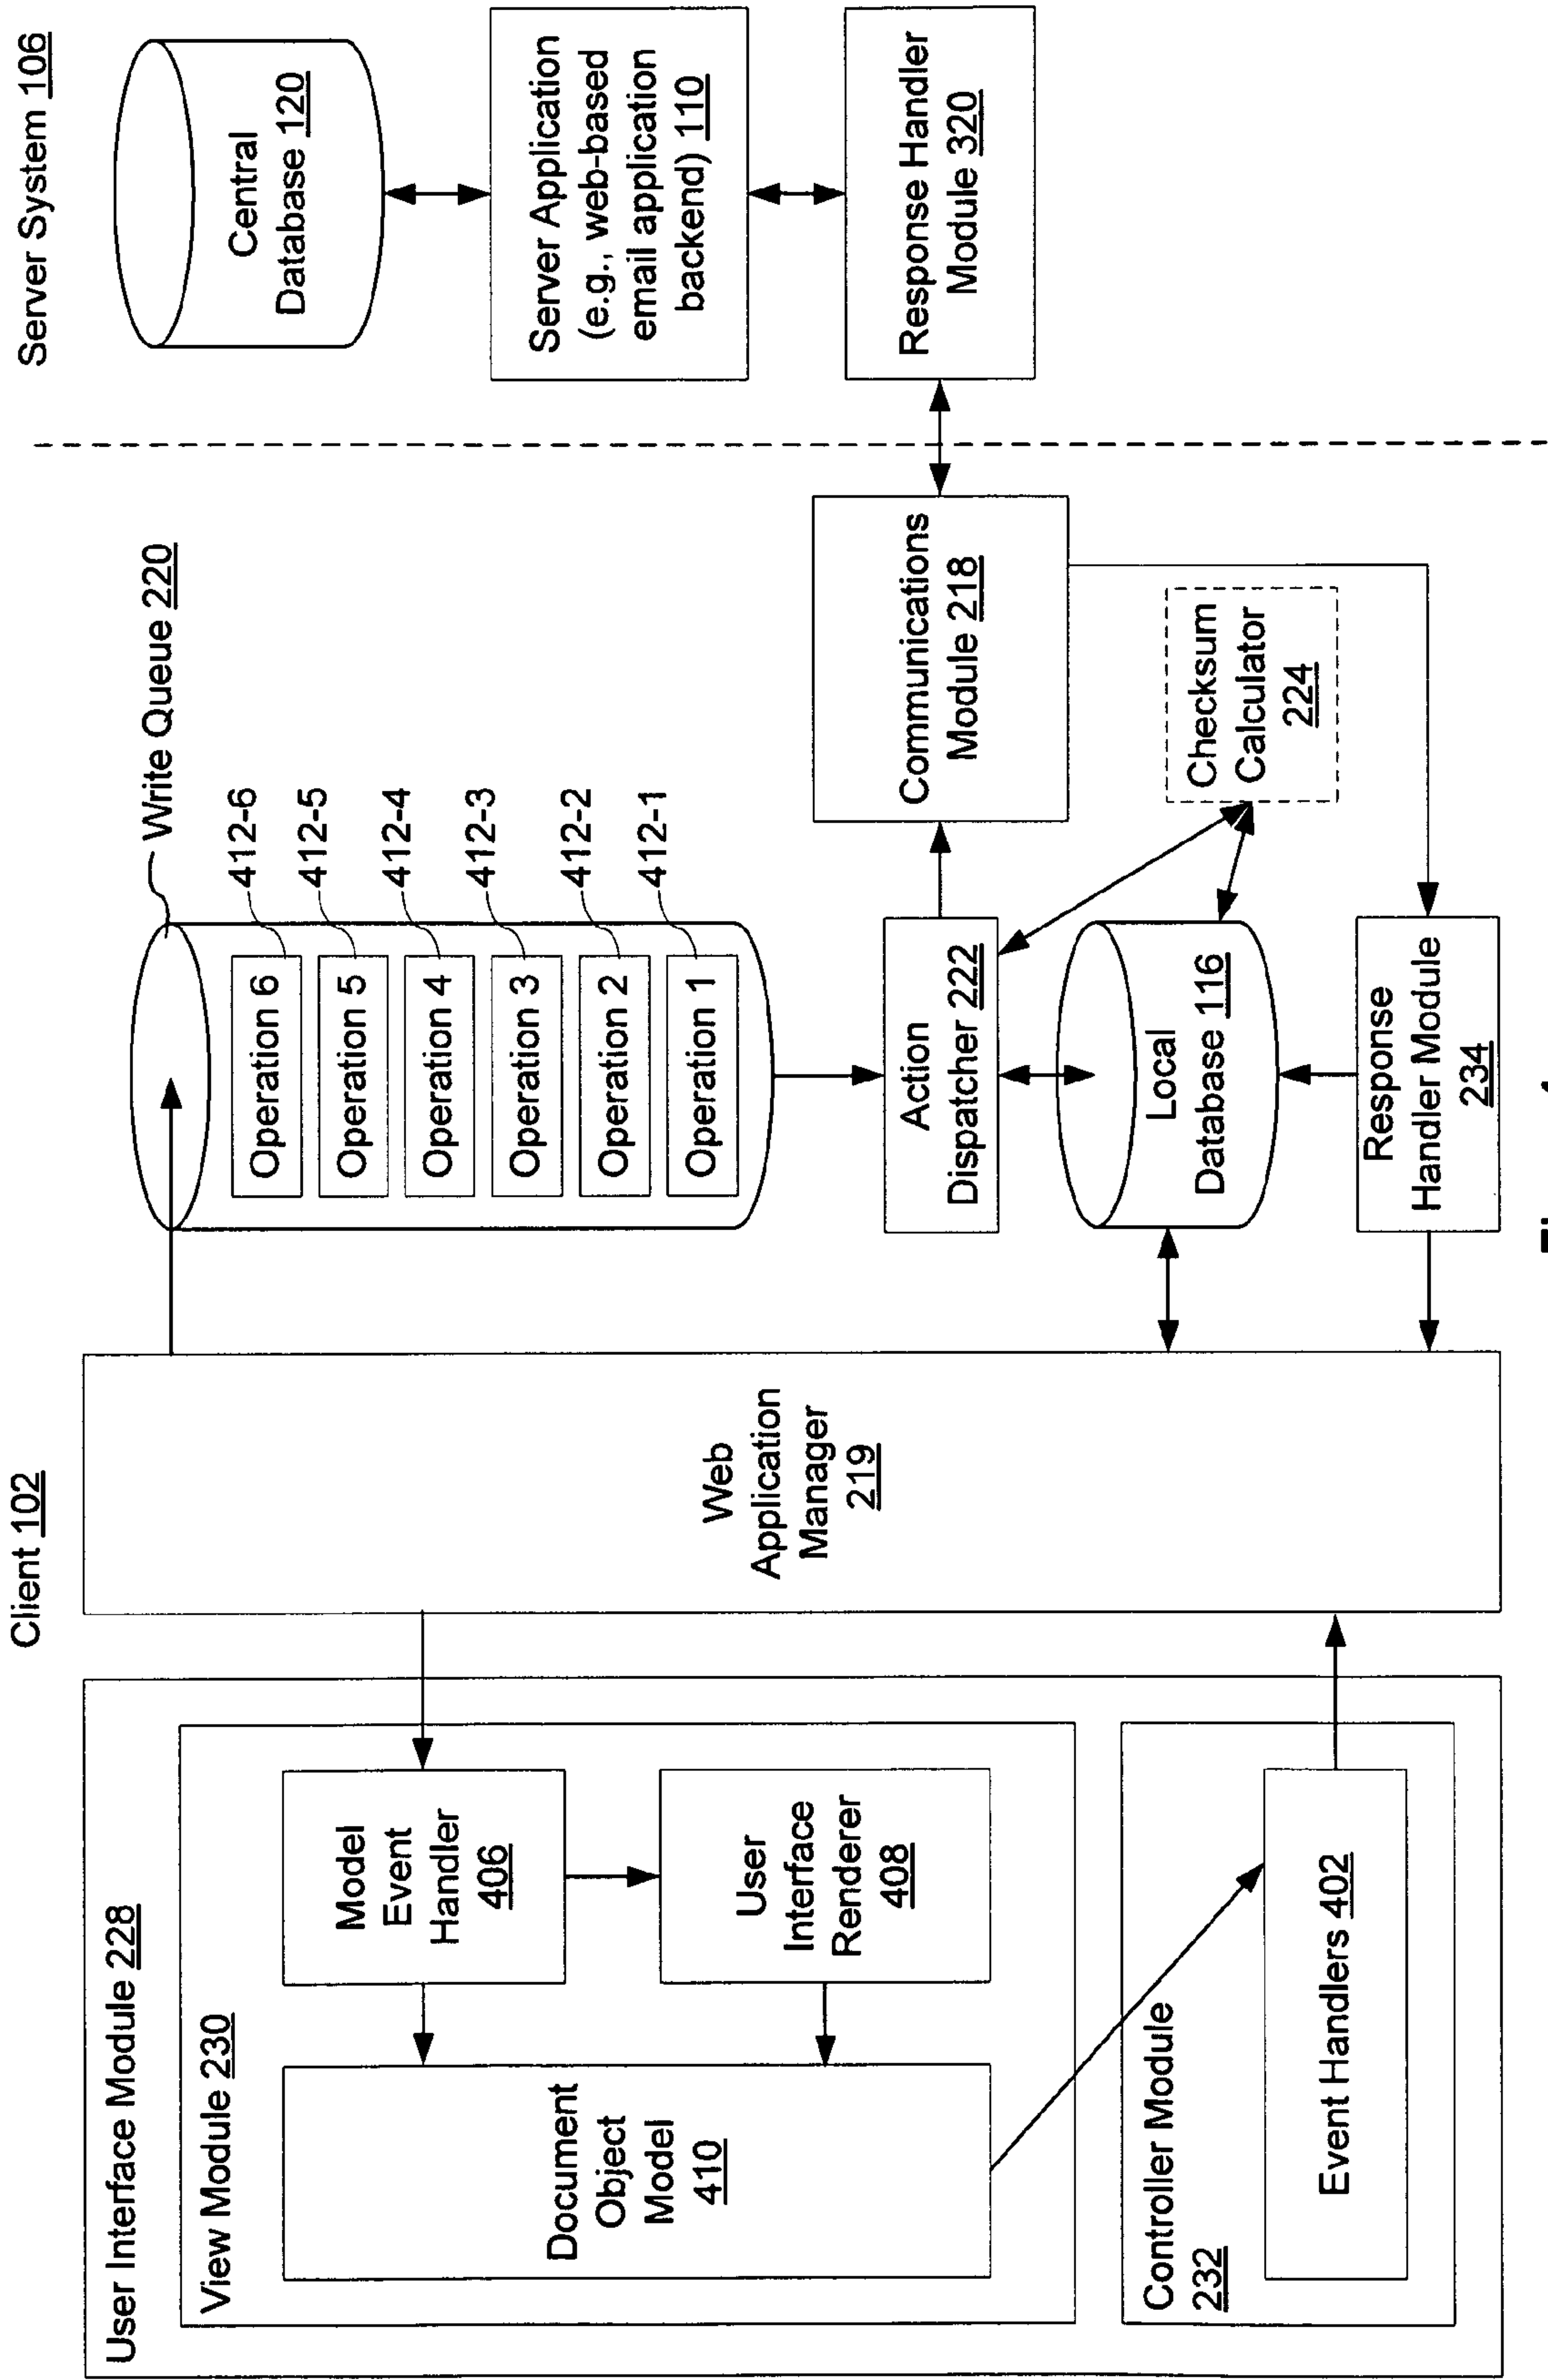 Client 102
Server System 106
User Interface Module 228
View Module 230
Document
Object
Model
410
Model
Event
Handler
406
User
Interface
Renderer
408
Controller Module
232
Event Handlers 402
Web
Application
Manager
219
Write Queue 220
Operation 6
412-6
Operation 5
412-5
Operation 4
412-4
Operation 3
412-3
Operation 2
412-2
Operation 1
412-1
Action
Dispatcher 222
Local
Database 116
Response
Handler Module
234
Communications
Module 218
Checksum
Calculator
224
Central
Database 120
Server Application
(e.g., web-based
email application
backend) 110
Response Handler
Module 320